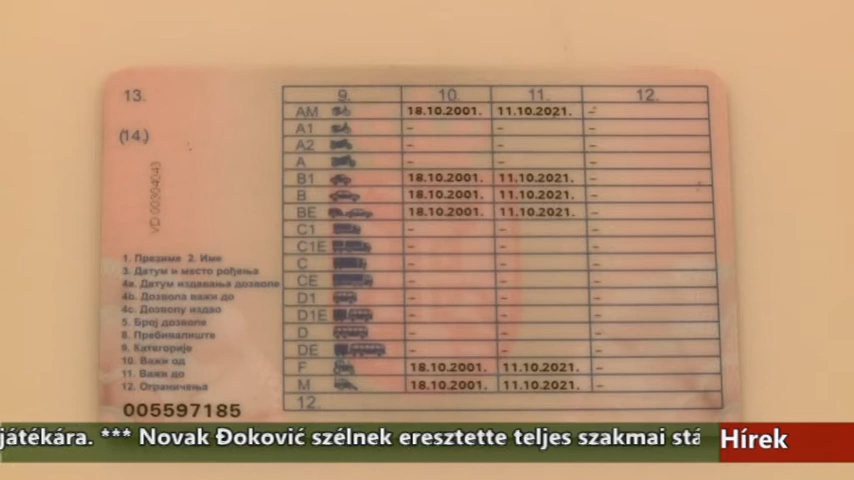 13.
(14.)
VD 00364043
9. 10. 11. 12.
AM 18.10.2001. 11.10.2021. –
A1 – – –
A2 – – –
A – – –
B1 18.10.2001. 11.10.2021. –
B 18.10.2001. 11.10.2021. –
BE 18.10.2001. 11.10.2021. –
C1 – – –
C1E – – –
C – – –
CE – – –
D1 – – –
D1E – – –
D – – –
DE – – –
F 18.10.2001. 11.10.2021. –
M 18.10.2001. 11.10.2021. –
12.
1. Презиме 2. Име
3. Датум и место рођења
4a. Датум издавања дозволе
4b. Дозвола важи до
4c. Дозволу издао
5. Број дозволе
8. Пребивалиште
9. Категорије
10. Важи од
11. Важи до
12. Ограничења
005597185
játékára. *** Novak Đoković szélnek eresztette teljes szakmai stá
Hírek